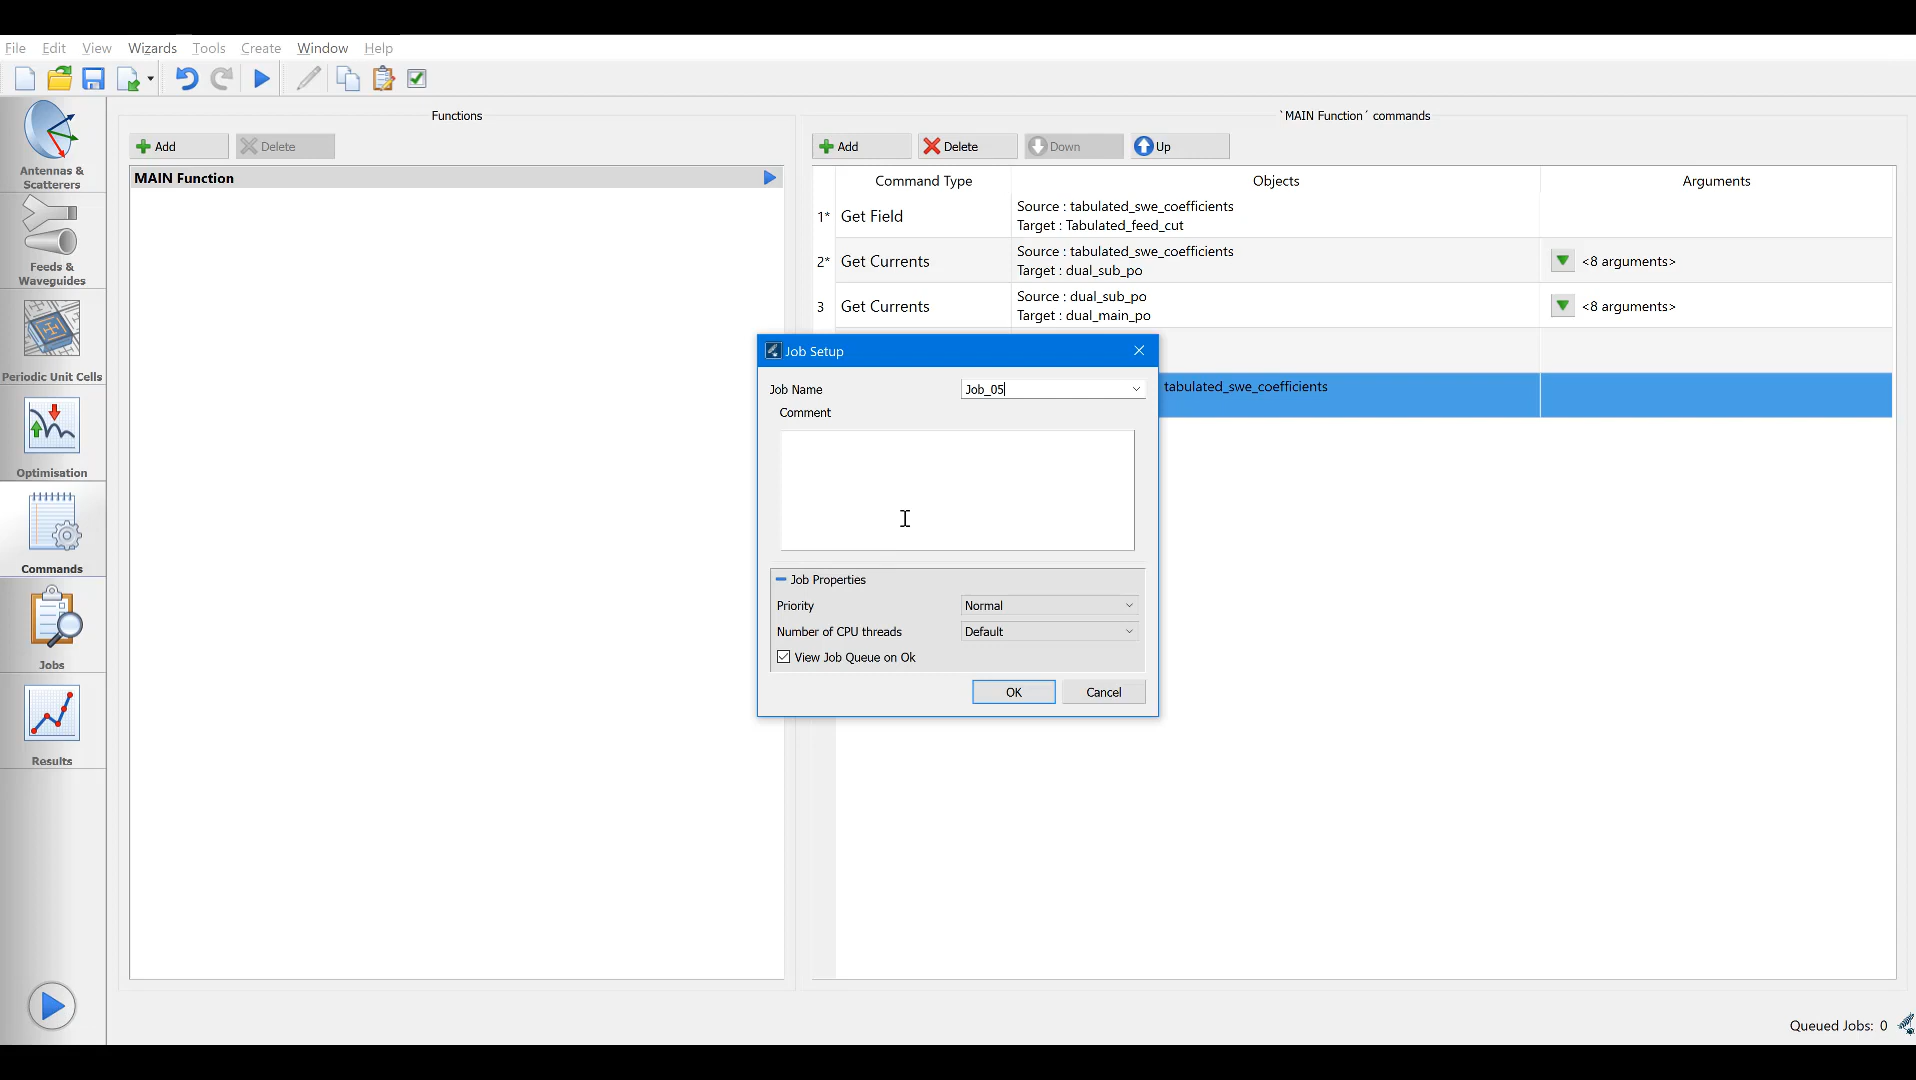 File Edit View Wizards Tools Create Window Help
Functions
Add Delete
MAIN Function
`MAIN Function´ commands
Add Delete Down Up
Command Type Objects Arguments
1* Get Field Source : tabulated_swe_coefficients
Target : Tabulated_feed_cut
2* Get Currents Source : tabulated_swe_coefficients
Target : dual_sub_po
<8 arguments>
3 Get Currents Source : dual_sub_po
Target : dual_main_po
<8 arguments>
tabulated_swe_coefficients
Job Setup
Job Name Job_05
Comment
Job Properties
Priority Normal
Number of CPU threads Default
View Job Queue on Ok
OK Cancel
Antennas &
Scatterers
Feeds &
Waveguides
Periodic Unit Cells
Optimisation
Commands
Jobs
Results
Queued Jobs: 0